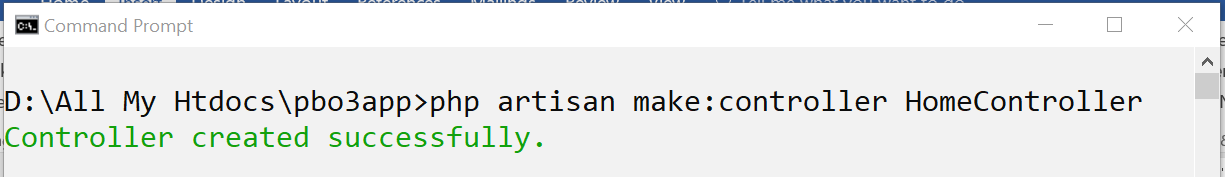 Command Prompt
D:\All My Htdocs\pbo3app>php artisan make:controller HomeController
Controller created successfully.